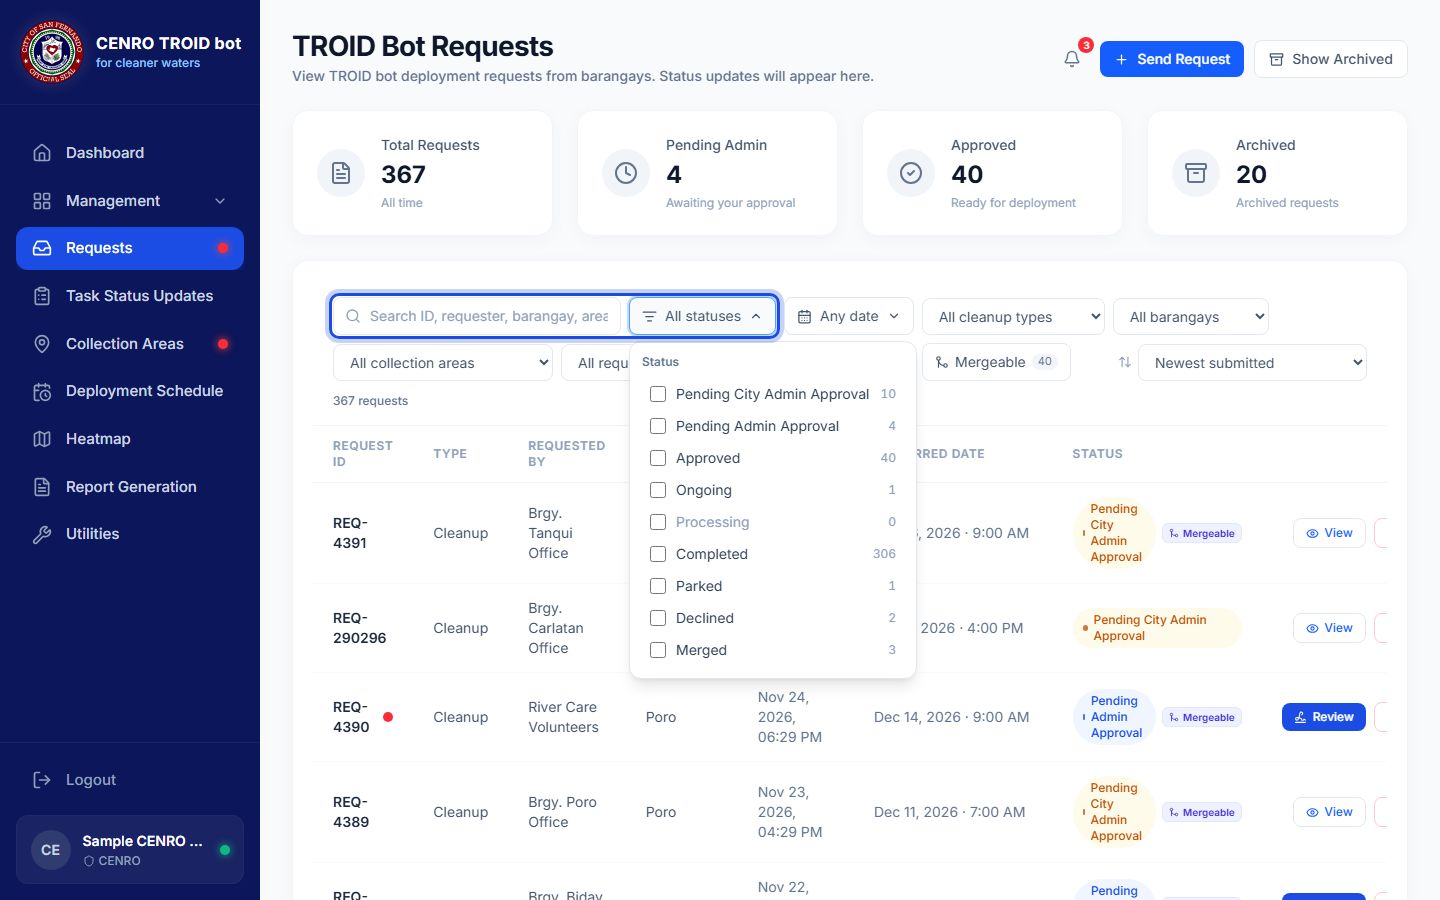 CITY OF SAN FERNANDO
OFFICIAL SEAL
CENRO TROID bot
for cleaner waters
Dashboard
Management
Requests
Task Status Updates
Collection Areas
Deployment Schedule
Heatmap
Report Generation
Utilities
Logout
CE
Sample CENRO ...
CENRO
TROID Bot Requests
View TROID bot deployment requests from barangays. Status updates will appear here.
3
Send Request
Show Archived
Total Requests
367
All time
Pending Admin
4
Awaiting your approval
Approved
40
Ready for deployment
Archived
20
Archived requests
Search ID, requester, barangay, area
All statuses
Any date
All cleanup types
All barangays
All collection areas
All requ
Mergeable 40
Newest submitted
367 requests
Status
Pending City Admin Approval 10
Pending Admin Approval 4
Approved 40
Ongoing 1
Processing 0
Completed 306
Parked 1
Declined 2
Merged 3
REQUEST
ID
TYPE
REQUESTED
BY
RRED DATE
STATUS
REQ-
4391
Cleanup
Brgy.
Tanqui
Office
, 2026 · 9:00 AM
Pending
City
Admin
Approval
Mergeable
View
REQ-
290296
Cleanup
Brgy.
Carlatan
Office
2026 · 4:00 PM
Pending City Admin
Approval
View
REQ-
4390
Cleanup
River Care
Volunteers
Poro
Nov 24,
2026,
06:29 PM
Dec 14, 2026 · 9:00 AM
Pending
Admin
Approval
Mergeable
Review
REQ-
4389
Cleanup
Brgy. Poro
Office
Poro
Nov 23,
2026,
04:29 PM
Dec 11, 2026 · 7:00 AM
Pending
City
Admin
Approval
Mergeable
View
REQ-
Brgy. Biday
Nov 22,
Pending
Admin